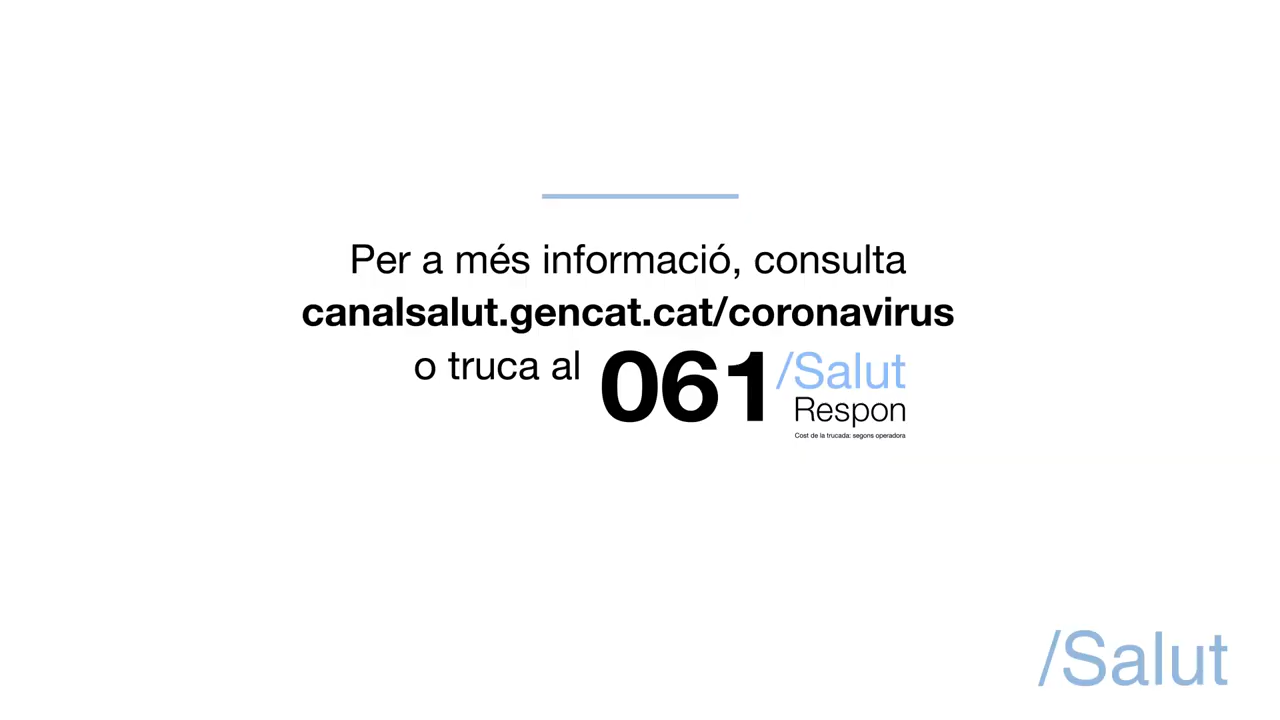 Per a més informació, consulta
canalsalut.gencat.cat/coronavirus
o truca al 061 /Salut
Respon
Cost de la trucada: segons operadora
/Salut